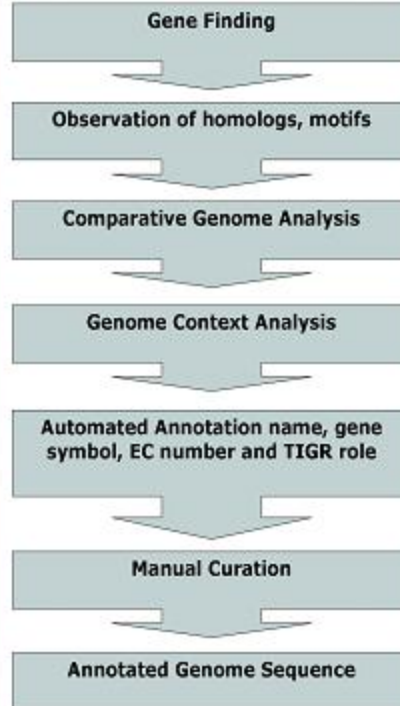 Gene Finding
Observation of homologs, motifs
Comparative Genome Analysis
Genome Context Analysis
Automated Annotation name, gene
symbol, EC number and TIGR role
Manual Curation
Annotated Genome Sequence